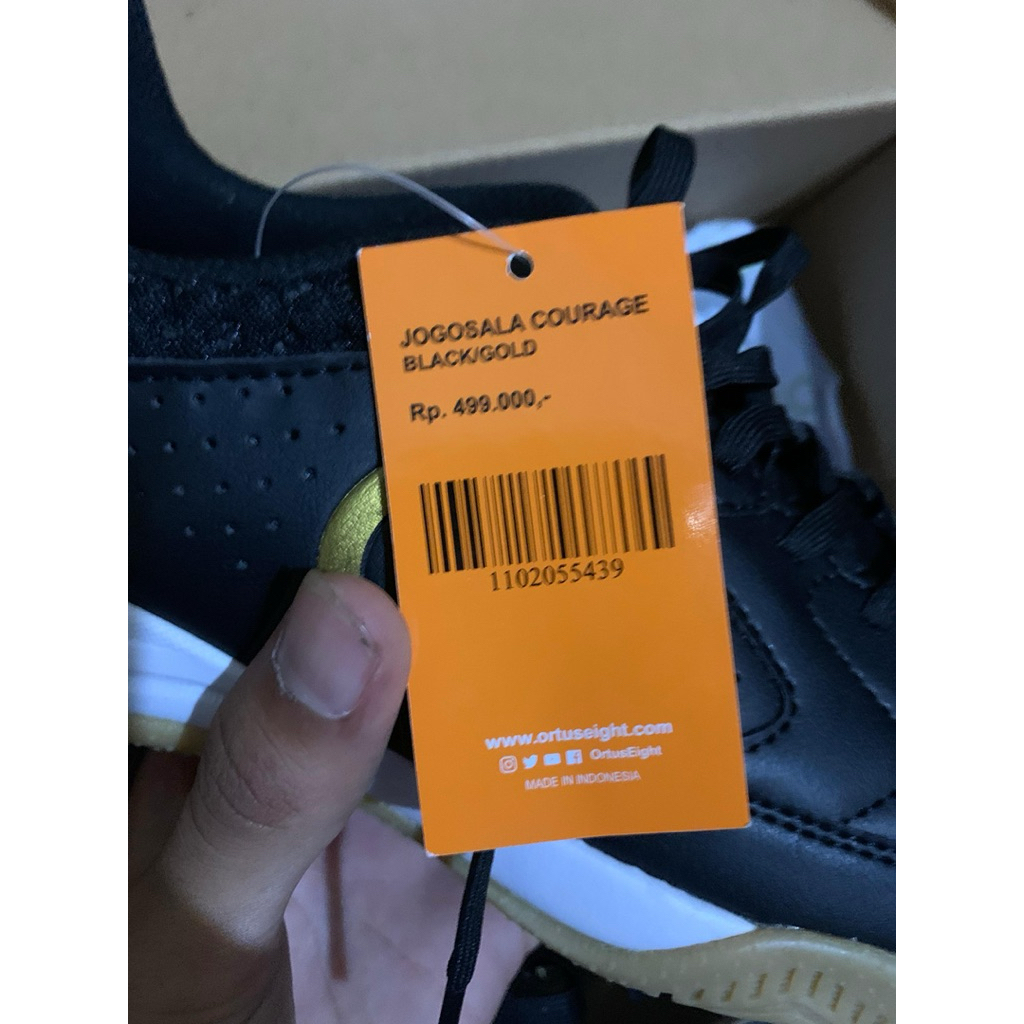 JOGOSALA COURAGE
BLACK/GOLD
Rp. 499.000,-
1102055439
www.ortuseight.com
OrtusEight
MADE IN INDONESIA